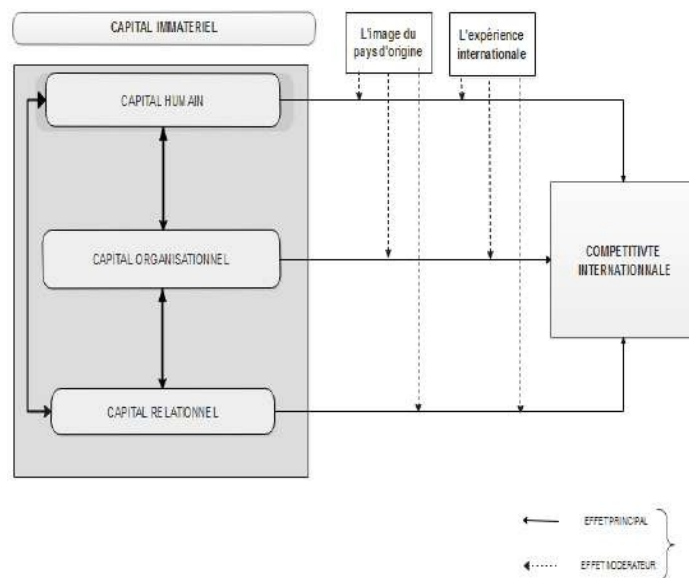 CAPITAL IMMATERIEL
L'image du
pays d'origine
L'expérience
internationale
CAPITAL HUMAIN
CAPITAL ORGANISATIONNEL
COMPETITIVTE
INTERNATIONNALE
CAPITAL RELATIONNEL
EFFET PRINCIPAL
EFFET MODERATEUR